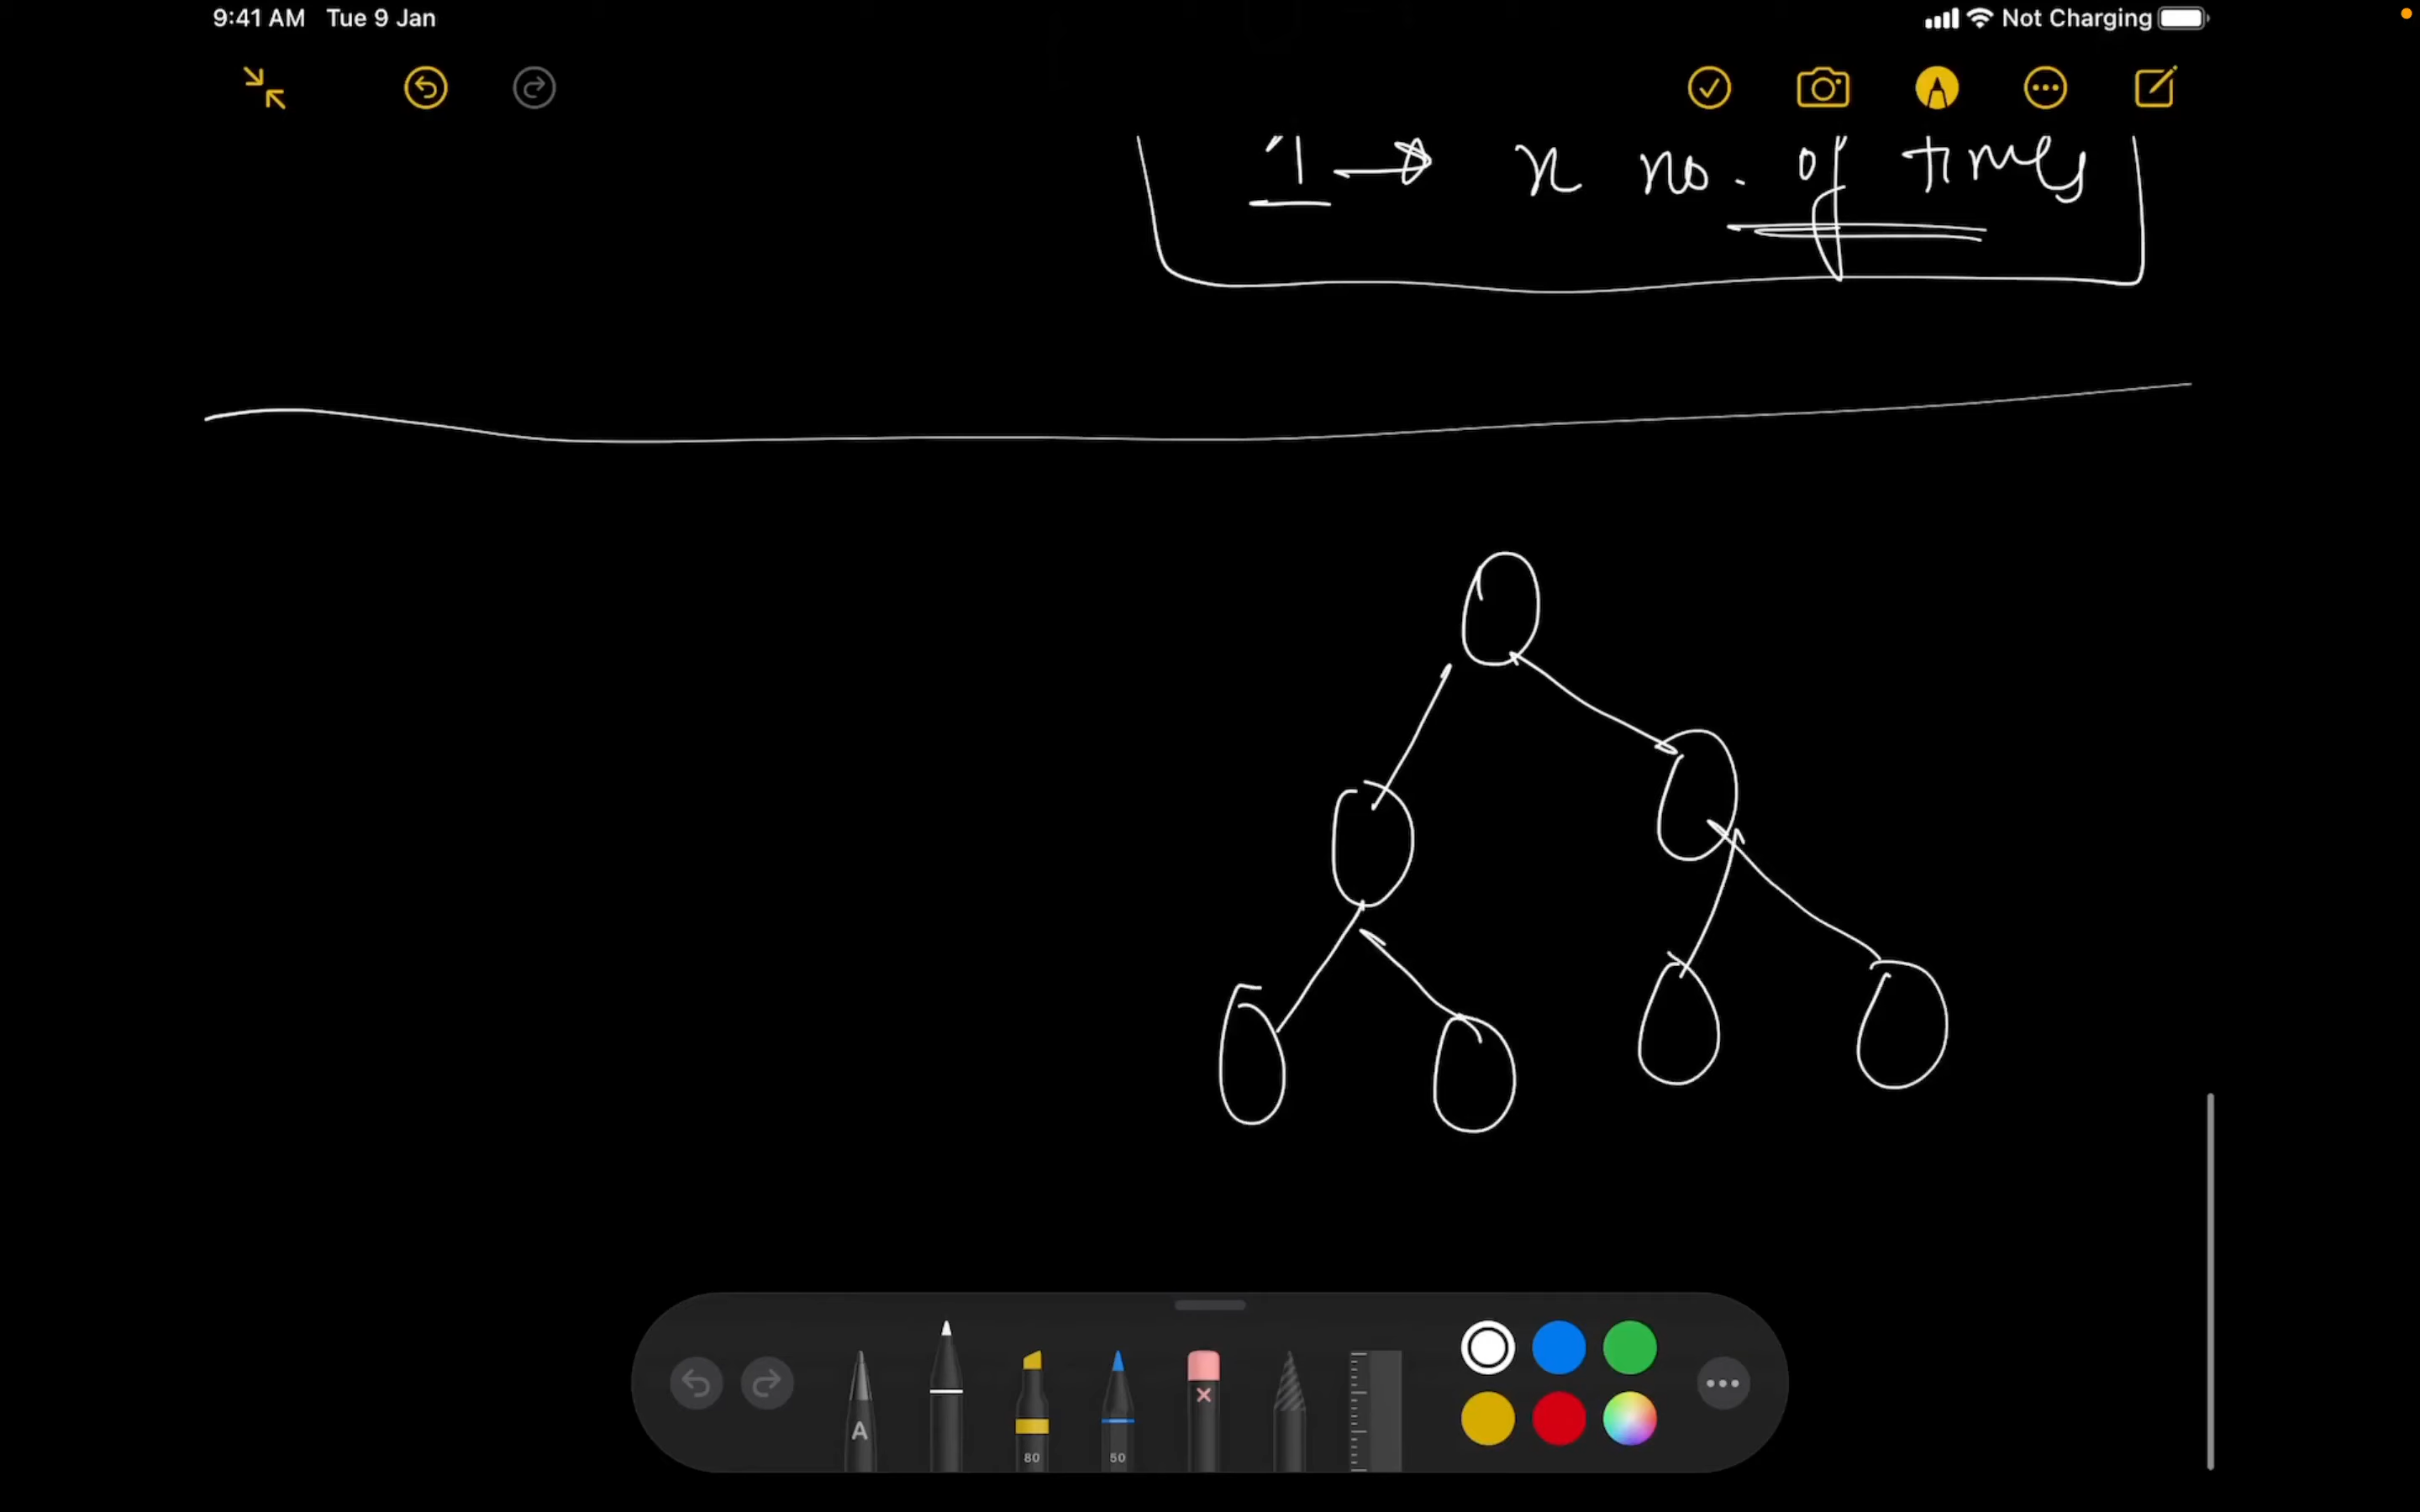 9:41 AM Tue 9 Jan
Not Charging
1 → x no. of times
A
80
50